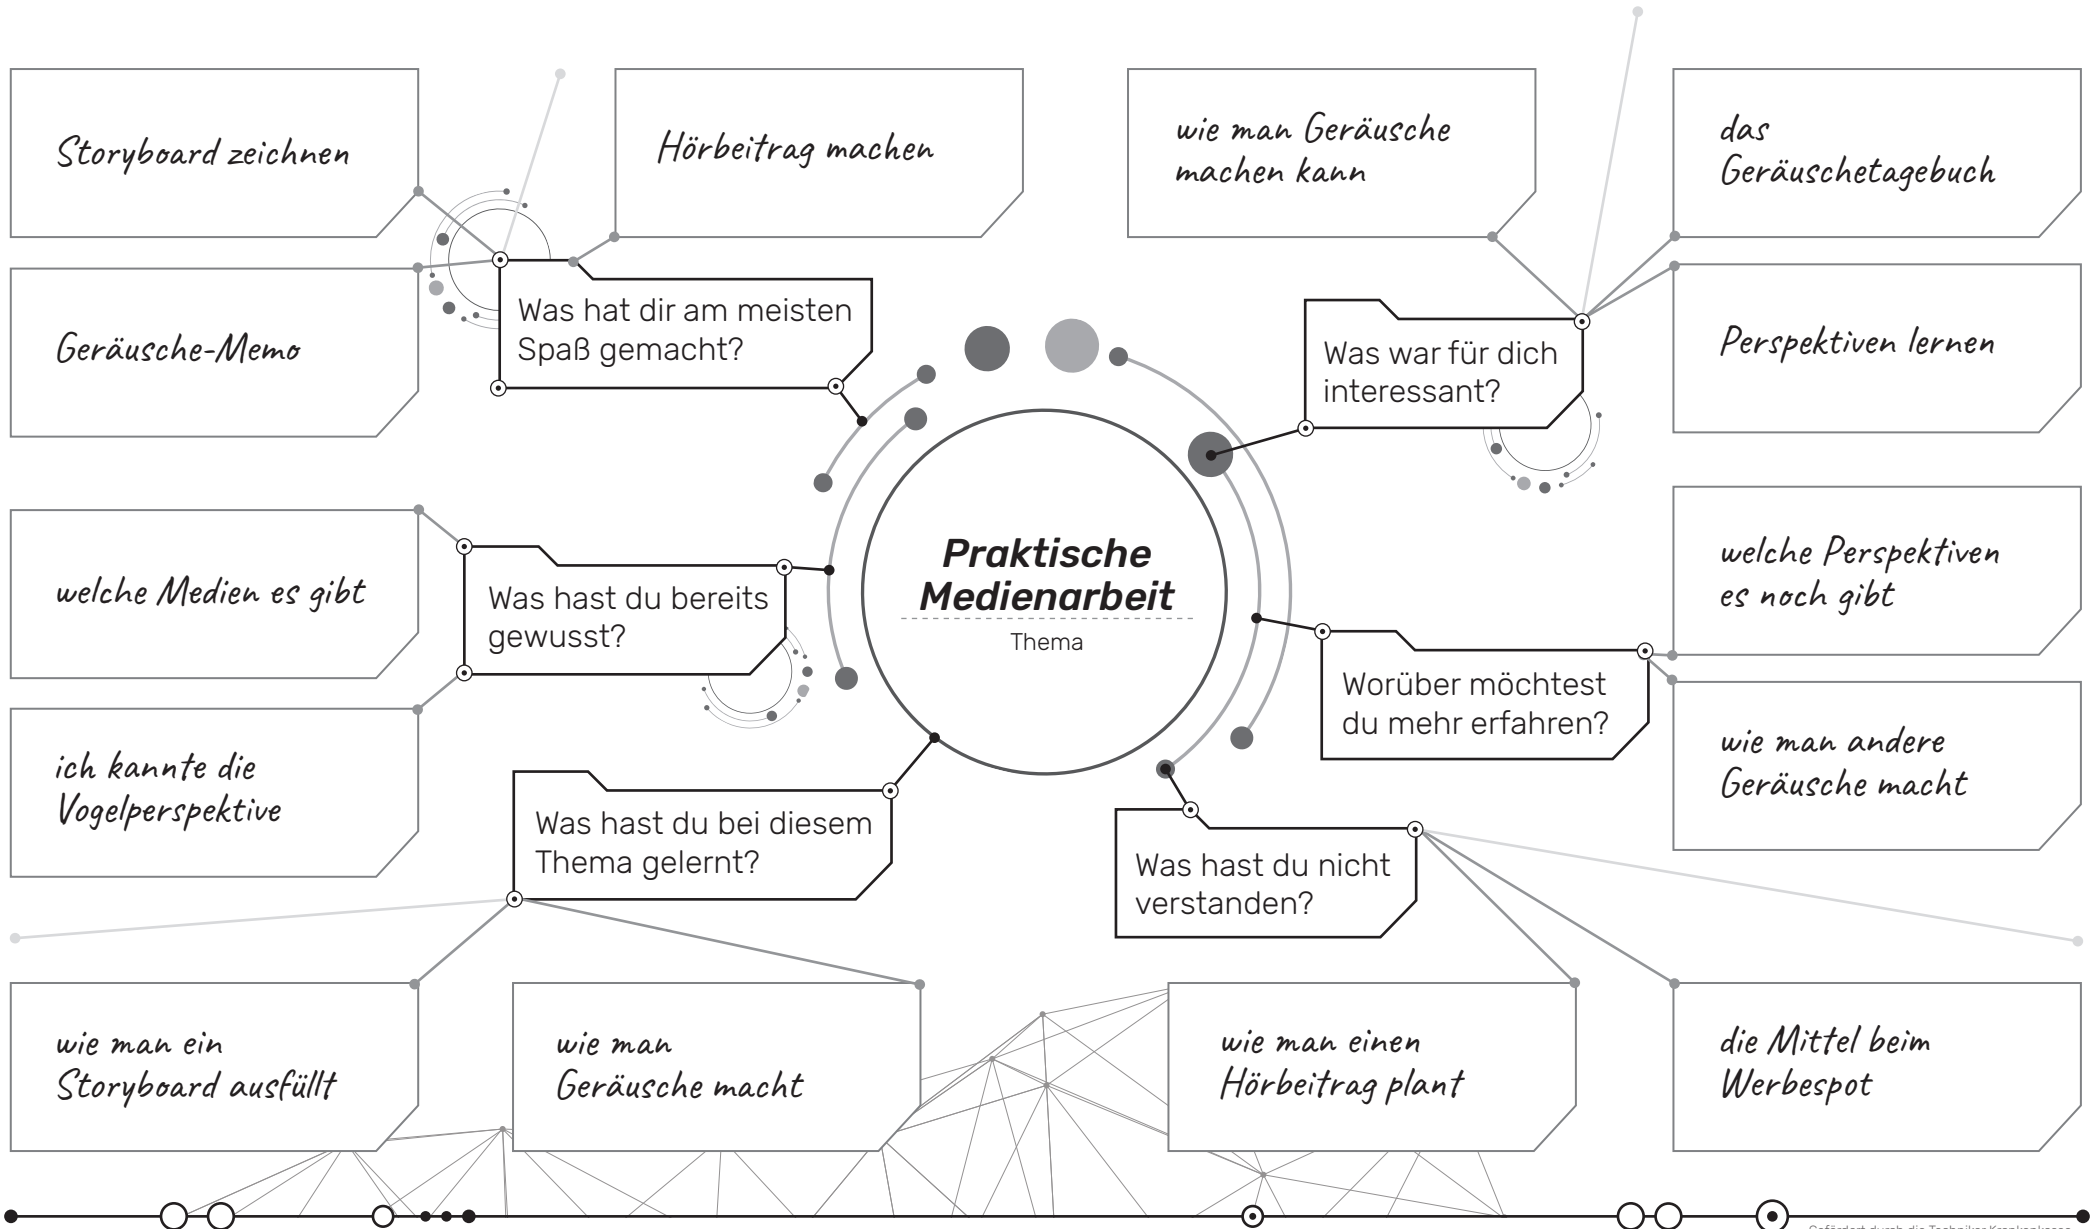 Storyboard zeichnen
Hörbeitrag machen
wie man Geräusche
machen kann
das
Geräuschetagebuch
Geräusche-Memo
Was hat dir am meisten
Spaß gemacht?
Was war für dich
interessant?
Perspektiven lernen
welche Medien es gibt
Was hast du bereits
gewusst?
Praktische
Medienarbeit
Thema
welche Perspektiven
es noch gibt
Worüber möchtest
du mehr erfahren?
ich kannte die
Vogelperspektive
Was hast du bei diesem
Thema gelernt?
Was hast du nicht
verstanden?
wie man andere
Geräusche macht
wie man ein
Storyboard ausfüllt
wie man
Geräusche macht
wie man einen
Hörbeitrag plant
die Mittel beim
Werbespot